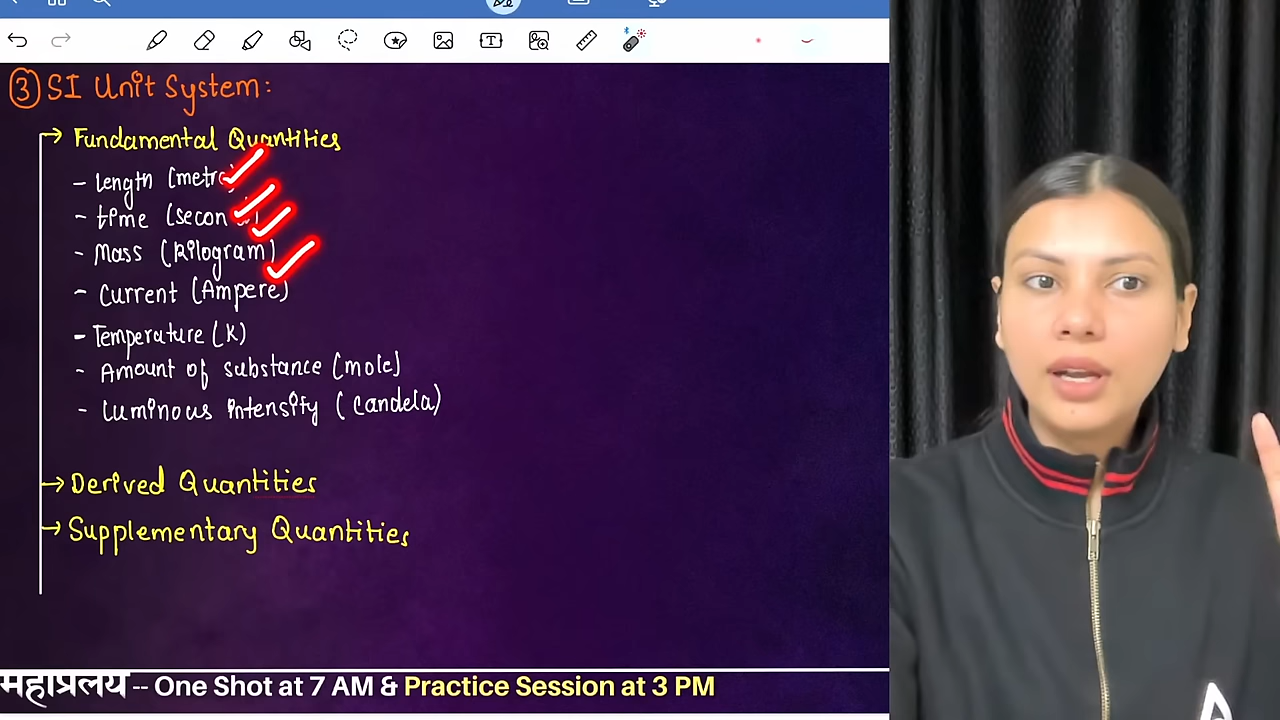 ③ SI Unit System:
→ Fundamental Quantities
- Length (metre)
- time (second)
- Mass (Kilogram)
- Current (Ampere)
- Temperature (K)
- Amount of substance (mole)
- Luminous intensity (Candela)
→ Derived Quantities
→ Supplementary Quantities
महाप्रलय -- One Shot at 7 AM & Practice Session at 3 PM